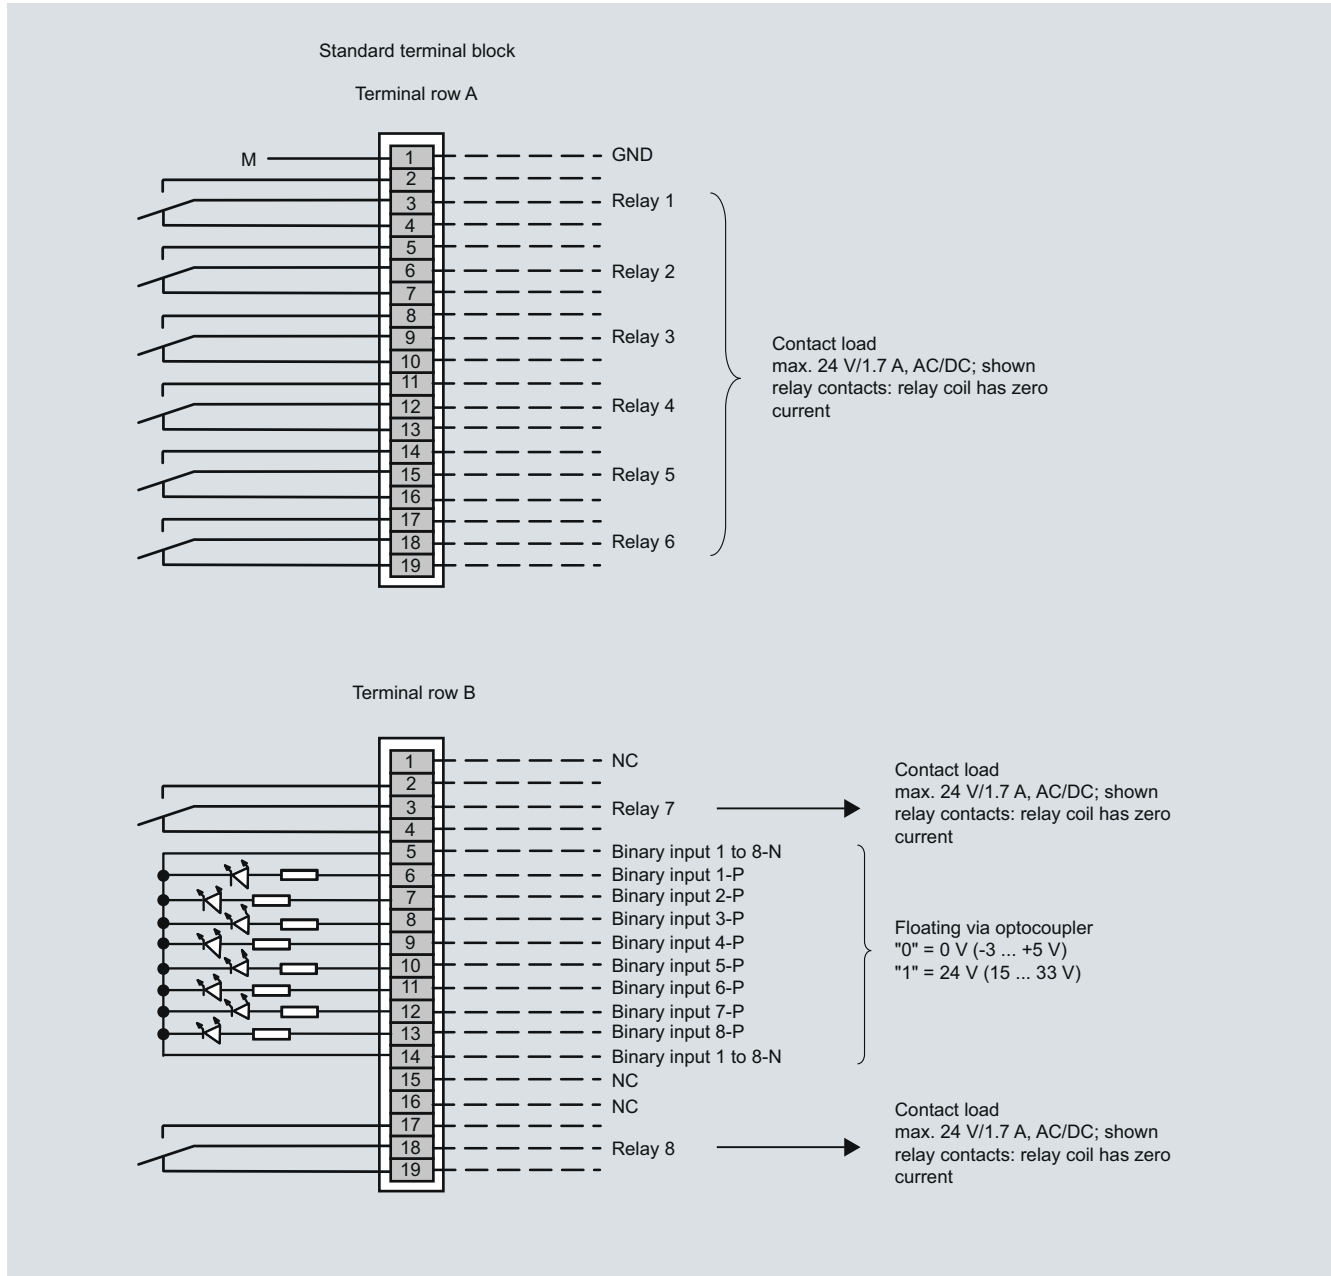 Standard terminal block
Terminal row A
M 1 GND
2
3 Relay 1
4
5
6 Relay 2
7
8
9 Relay 3
10
11
12 Relay 4
13
14
15 Relay 5
16
17
18 Relay 6
19
Contact load
max. 24 V/1.7 A, AC/DC; shown
relay contacts: relay coil has zero
current
Terminal row B
1 NC
2
3 Relay 7
4
5 Binary input 1 to 8-N
6 Binary input 1-P
7 Binary input 2-P
8 Binary input 3-P
9 Binary input 4-P
10 Binary input 5-P
11 Binary input 6-P
12 Binary input 7-P
13 Binary input 8-P
14 Binary input 1 to 8-N
15 NC
16 NC
17
18 Relay 8
19
Contact load
max. 24 V/1.7 A, AC/DC; shown
relay contacts: relay coil has zero
current
Floating via optocoupler
"0" = 0 V (-3 ... +5 V)
"1" = 24 V (15 ... 33 V)
Contact load
max. 24 V/1.7 A, AC/DC; shown
relay contacts: relay coil has zero
current